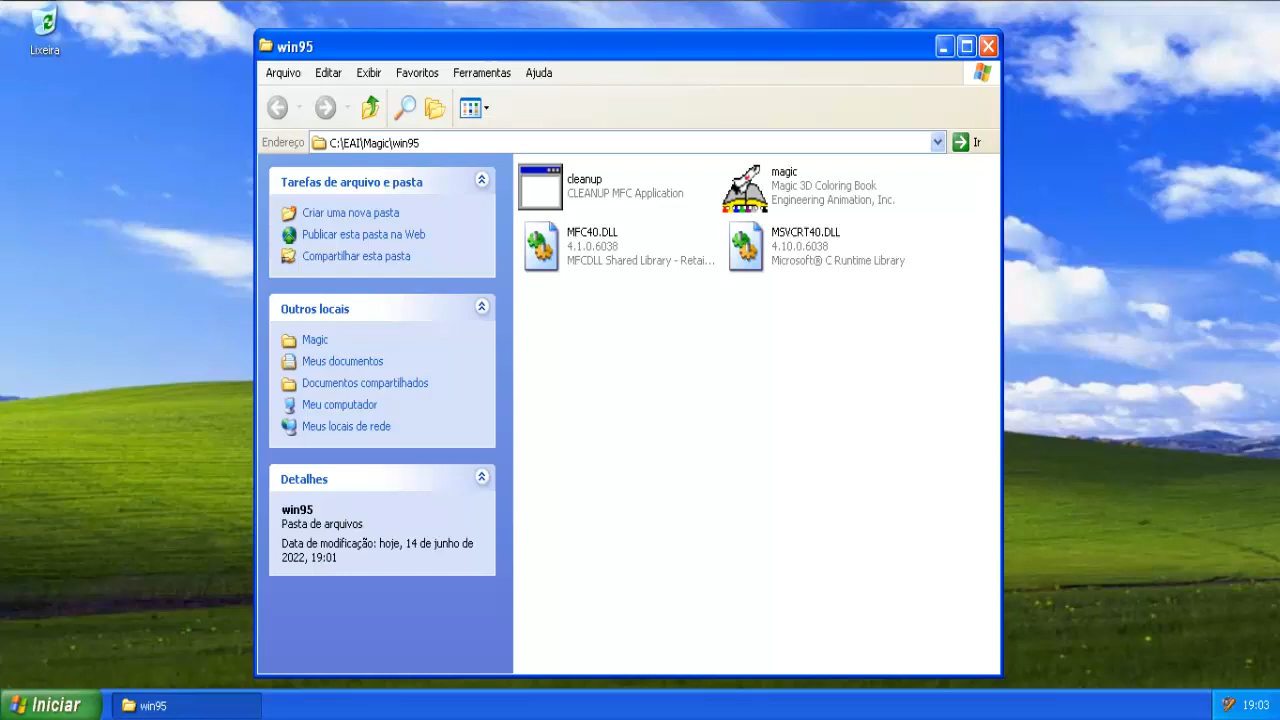 Lixeira
win95
Arquivo Editar Exibir Favoritos Ferramentas Ajuda
Endereço C:\EAI\Magic\win95 Ir
Tarefas de arquivo e pasta
Criar uma nova pasta
Publicar esta pasta na Web
Compartilhar esta pasta
Outros locais
Magic
Meus documentos
Documentos compartilhados
Meu computador
Meus locais de rede
Detalhes
win95
Pasta de arquivos
Data de modificação: hoje, 14 de junho de
2022, 19:01
cleanup
CLEANUP MFC Application
magic
Magic 3D Coloring Book
Engineering Animation, Inc.
MFC40.DLL
4.1.0.6038
MFCDLL Shared Library - Retai...
MSVCRT40.DLL
4.10.0.6038
Microsoft® C Runtime Library
Iniciar
win95
19:03